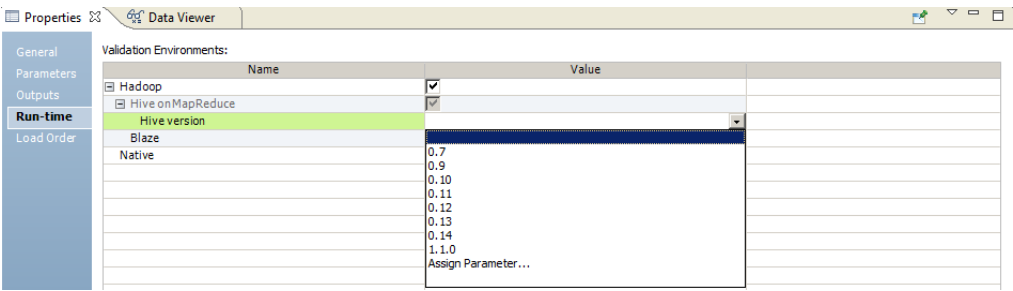 Properties Data Viewer
General
Parameters
Outputs
Run-time
Load Order
Validation Environments:
Name Value
Hadoop
Hive on MapReduce
Hive version
Blaze
Native
0.7
0.9
0.10
0.11
0.12
0.13
0.14
1.1.0
Assign Parameter...